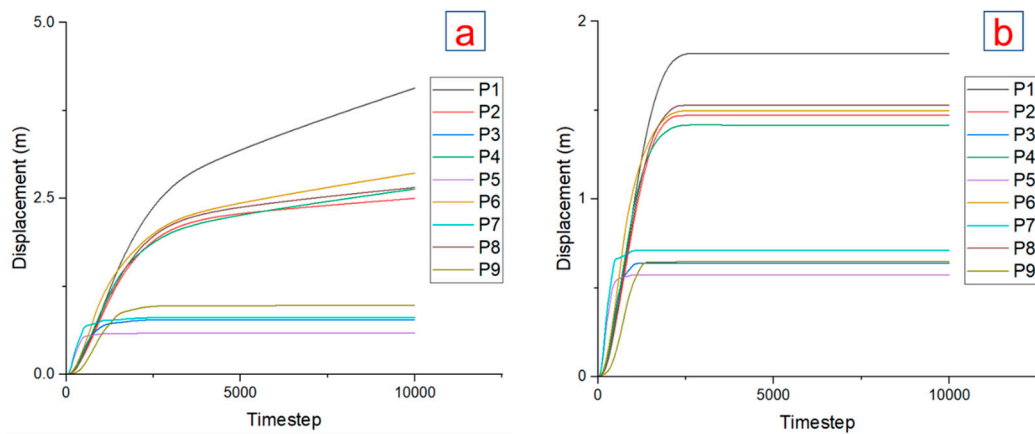 a
5.0
2.5
0.0
0
5000
10000
Displacement (m)
Timestep
P1
P2
P3
P4
P5
P6
P7
P8
P9
b
2
1
0
0
5000
10000
Displacement (m)
Timestep
P1
P2
P3
P4
P5
P6
P7
P8
P9